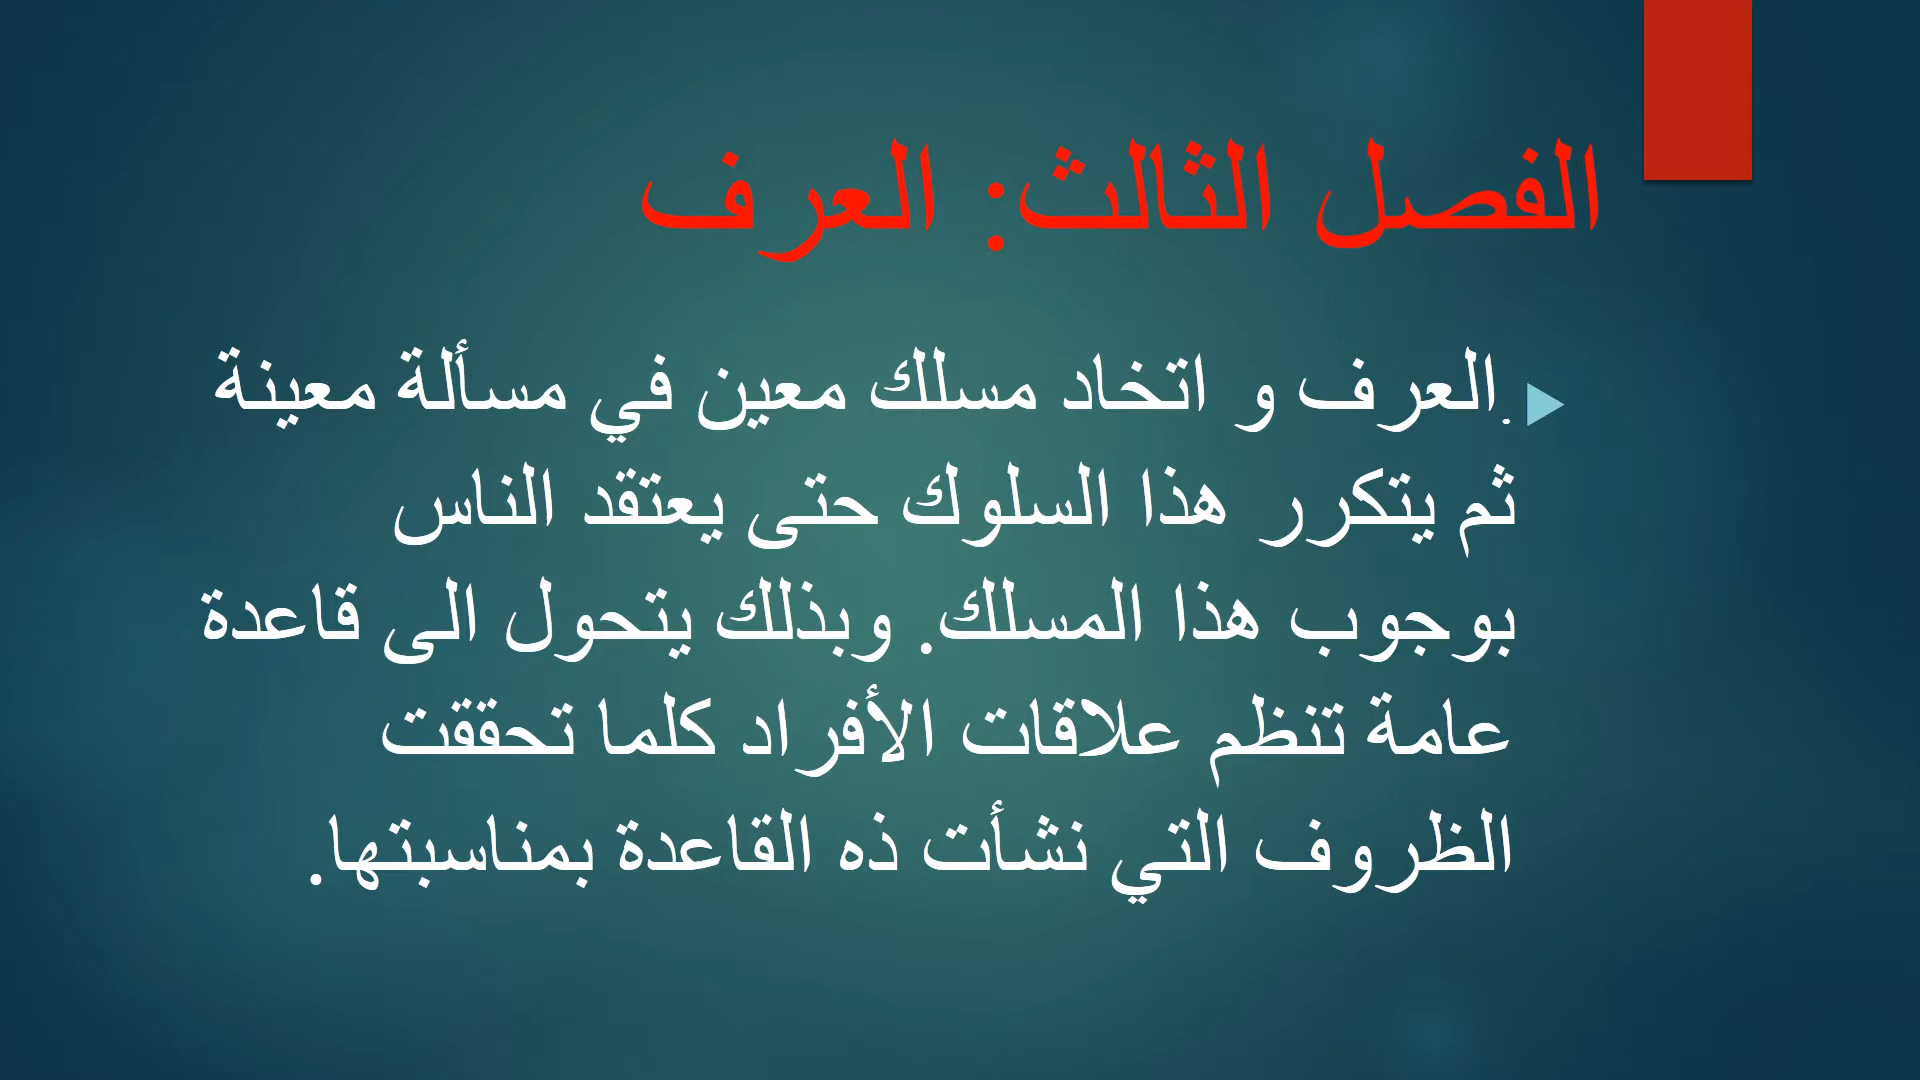 الفصل الثالث: العرف
.العرف و اتخاد مسلك معين في مسألة معينة
ثم يتكرر هذا السلوك حتى يعتقد الناس
بوجوب هذا المسلك. وبذلك يتحول الى قاعدة
عامة تنظم علاقات الأفراد كلما تحققت
الظروف التي نشأت ذه القاعدة بمناسبتها.